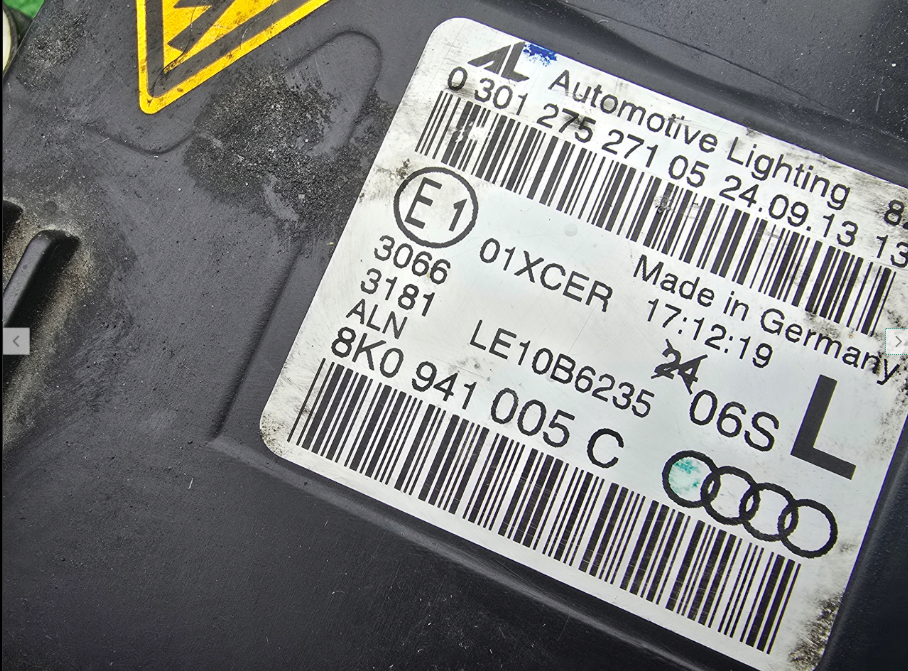 AL Automotive Lighting
0 301 275 271 05 24.09.13 13
E1 01XCER Made in Germany
3066 17:12:19
3181
ALN LE10B6235 24 06S L
8K0 941 005 C